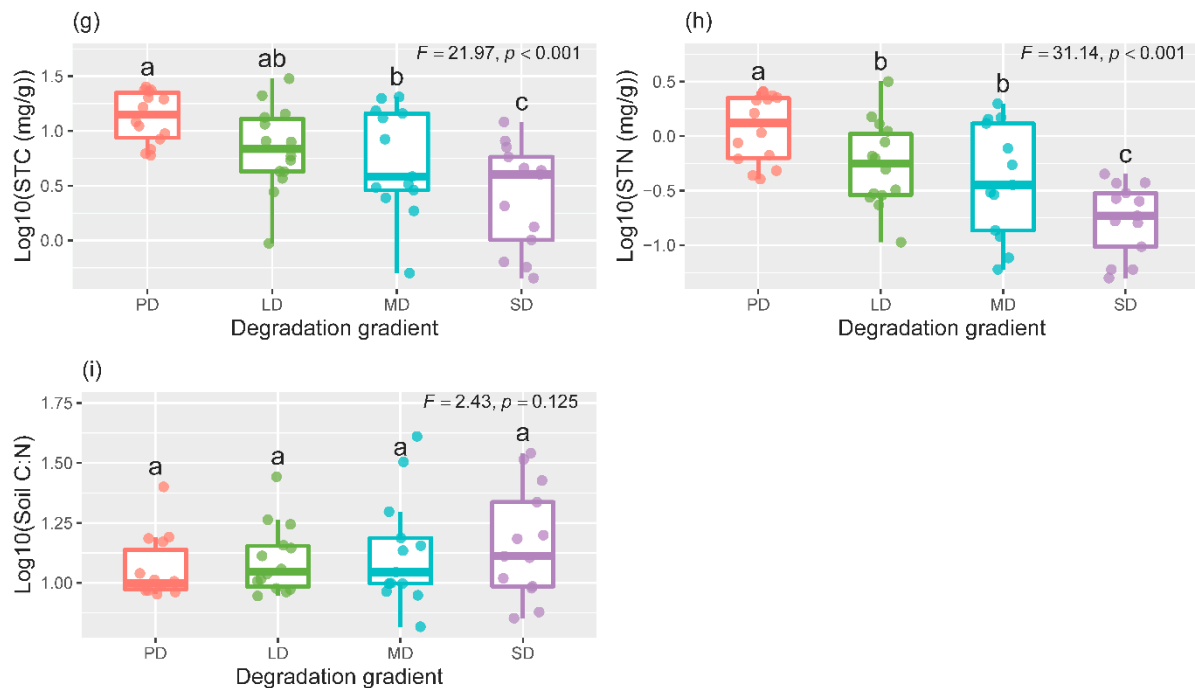 (g)
F = 21.97, p < 0.001
Log10(STC (mg/g))
1.5
1.0
0.5
0.0
a
ab
b
c
PD
LD
MD
SD
Degradation gradient
(h)
F = 31.14, p < 0.001
Log10(STN (mg/g))
0.5
0.0
−0.5
−1.0
a
b
b
c
PD
LD
MD
SD
Degradation gradient
(i)
F = 2.43, p = 0.125
Log10(Soil C:N)
1.75
1.50
1.25
1.00
a
a
a
a
PD
LD
MD
SD
Degradation gradient